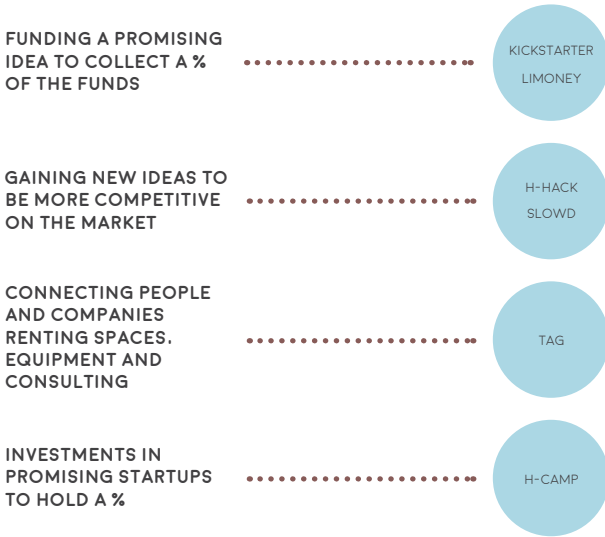 FUNDING A PROMISING
IDEA TO COLLECT A %
OF THE FUNDS
KICKSTARTER
LIMONEY
GAINING NEW IDEAS TO
BE MORE COMPETITIVE
ON THE MARKET
H-HACK
SLOWD
CONNECTING PEOPLE
AND COMPANIES
RENTING SPACES,
EQUIPMENT AND
CONSULTING
TAG
INVESTMENTS IN
PROMISING STARTUPS
TO HOLD A %
H-CAMP